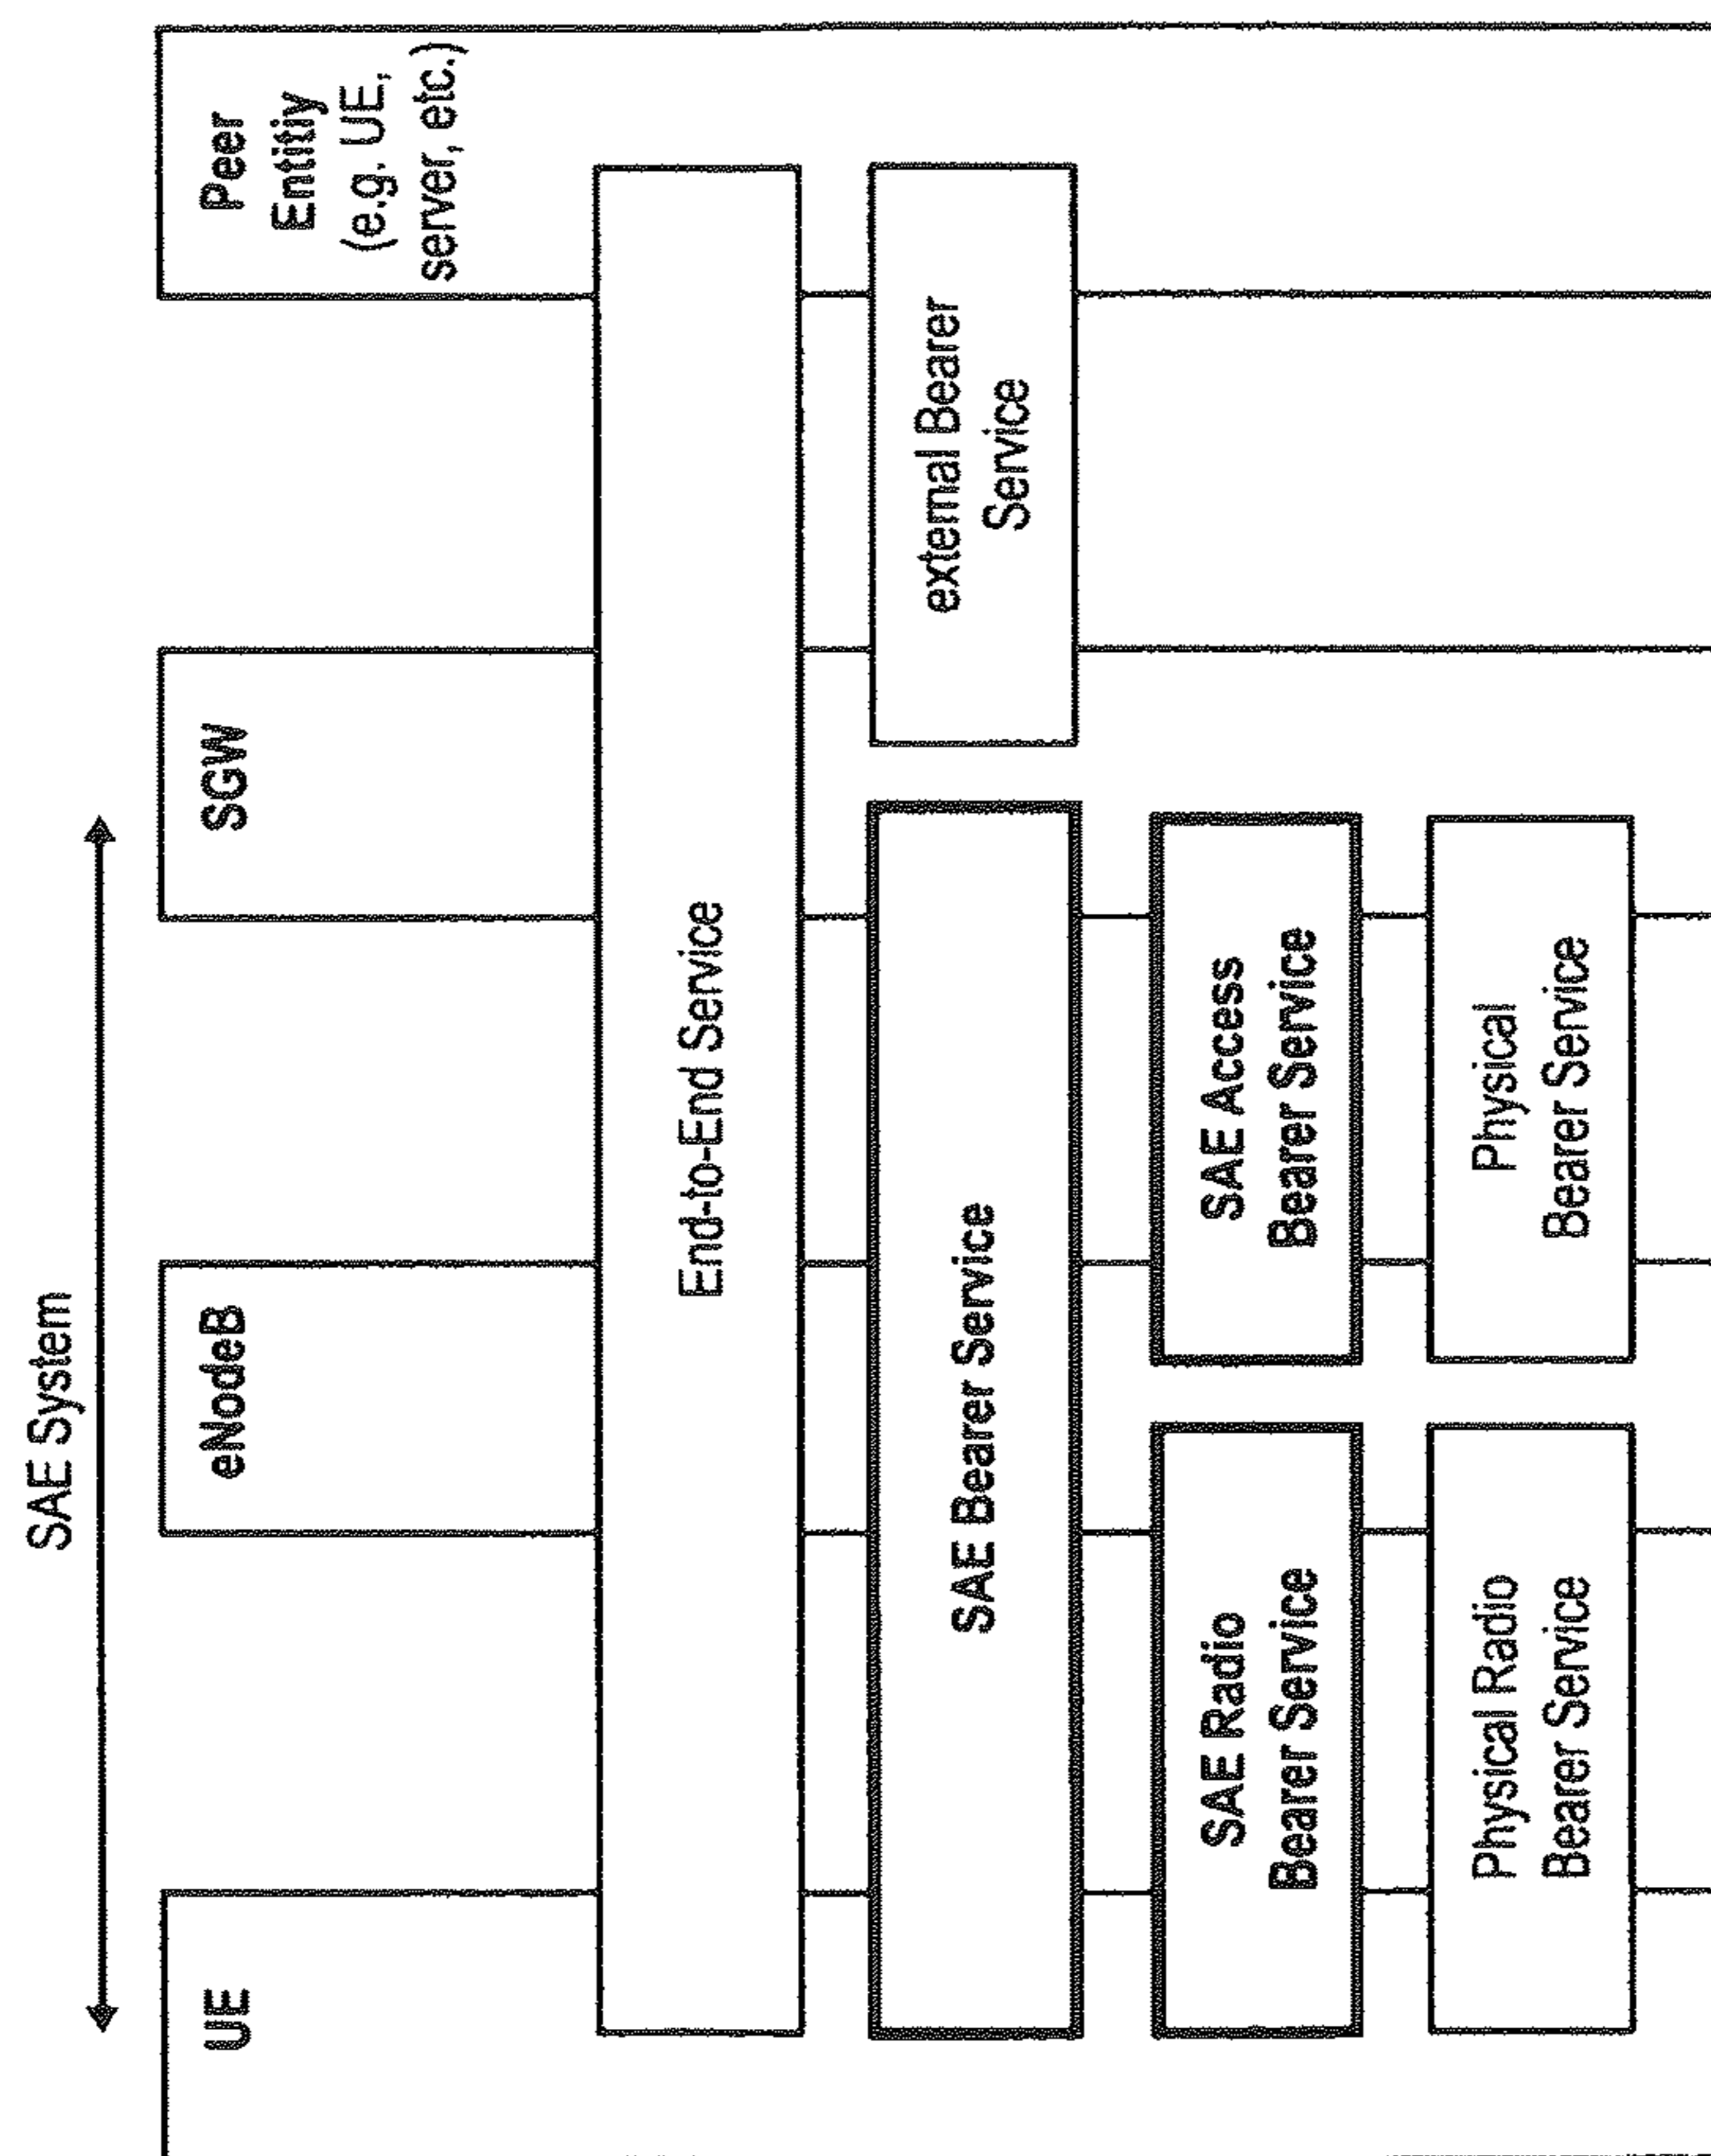 SAE System
UE
eNodeB
SGW
Peer
Entitiy
(e.g. UE,
server, etc.)
End-to-End Service
SAE Bearer Service
external Bearer
Service
SAE Radio
Bearer Service
SAE Access
Bearer Service
Physical Radio
Bearer Service
Physical
Bearer Service